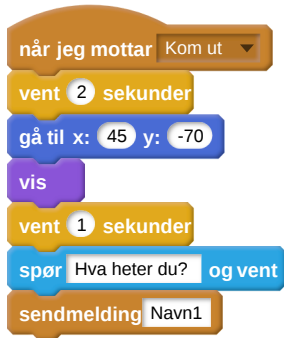 når jeg mottar Kom ut
vent 2 sekunder
gå til x: 45 y: -70
vis
vent 1 sekunder
spør Hva heter du? og vent
sendmelding Navn1